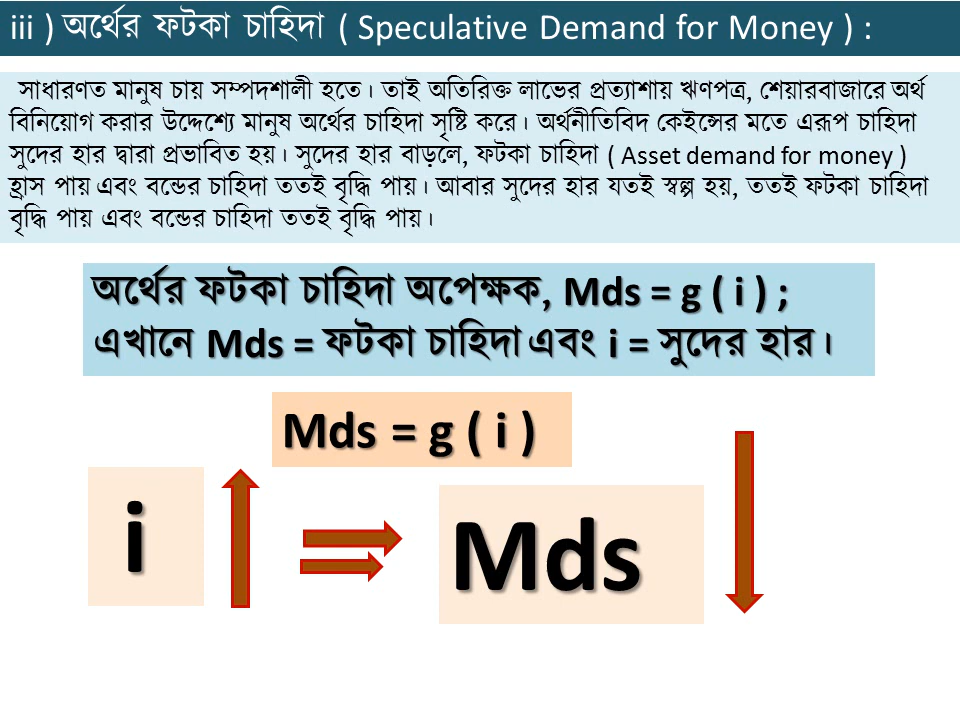 iii ) অর্থের ফটকা চাহিদা ( Speculative Demand for Money ) :
সাধারণত মানুষ চায় সম্পদশালী হতে। তাই অতিরিক্ত লাভের প্রত্যাশায় ঋণপত্র, শেয়ারবাজারে অর্থ
বিনিয়োগ করার উদ্দেশ্যে মানুষ অর্থের চাহিদা সৃষ্টি করে। অর্থনীতিবিদ কেইন্সের মতে এরূপ চাহিদা
সুদের হার দ্বারা প্রভাবিত হয়। সুদের হার বাড়লে, ফটকা চাহিদা ( Asset demand for money )
হ্রাস পায় এবং বন্ডের চাহিদা ততই বৃদ্ধি পায়। আবার সুদের হার যতই স্বল্প হয়, ততই ফটকা চাহিদা
বৃদ্ধি পায় এবং বন্ডের চাহিদা ততই বৃদ্ধি পায়।
অর্থের ফটকা চাহিদা অপেক্ষক, Mds = g ( i ) ;
এখানে Mds = ফটকা চাহিদা এবং i = সুদের হার।
Mds = g ( i )
i
Mds